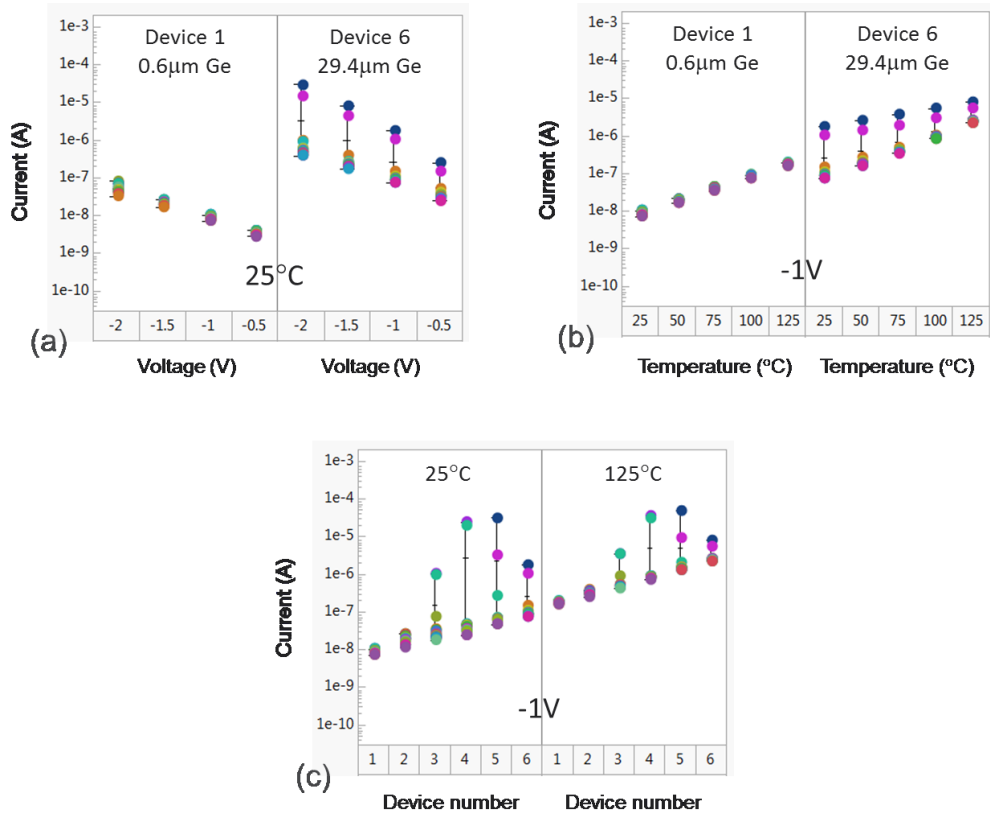 Device 1 Device 6
0.6μm Ge 29.4μm Ge
1e-3
1e-4
1e-5
1e-6
1e-7
1e-8
1e-9
1e-10
Current (A)
25°C
-2 -1.5 -1 -0.5 -2 -1.5 -1 -0.5
(a)
Voltage (V) Voltage (V)
Device 1 Device 6
0.6μm Ge 29.4μm Ge
1e-3
1e-4
1e-5
1e-6
1e-7
1e-8
1e-9
1e-10
Current (A)
-1V
25 50 75 100 125 25 50 75 100 125
(b)
Temperature (°C) Temperature (°C)
25°C 125°C
1e-3
1e-4
1e-5
1e-6
1e-7
1e-8
1e-9
1e-10
Current (A)
-1V
1 2 3 4 5 6 1 2 3 4 5 6
(c)
Device number Device number